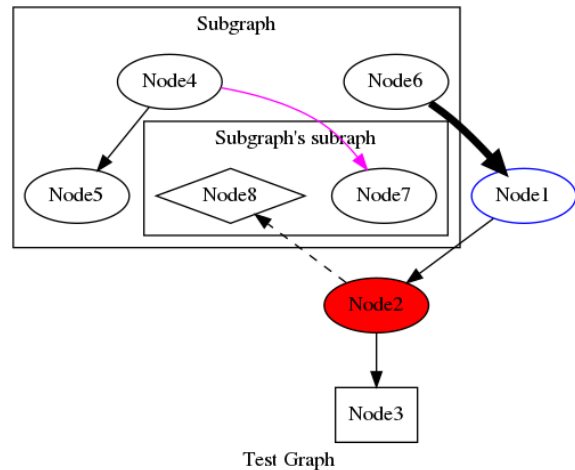 Subgraph
Node4
Node6
Subgraph's subraph
Node5
Node8
Node7
Node1
Node2
Node3
Test Graph